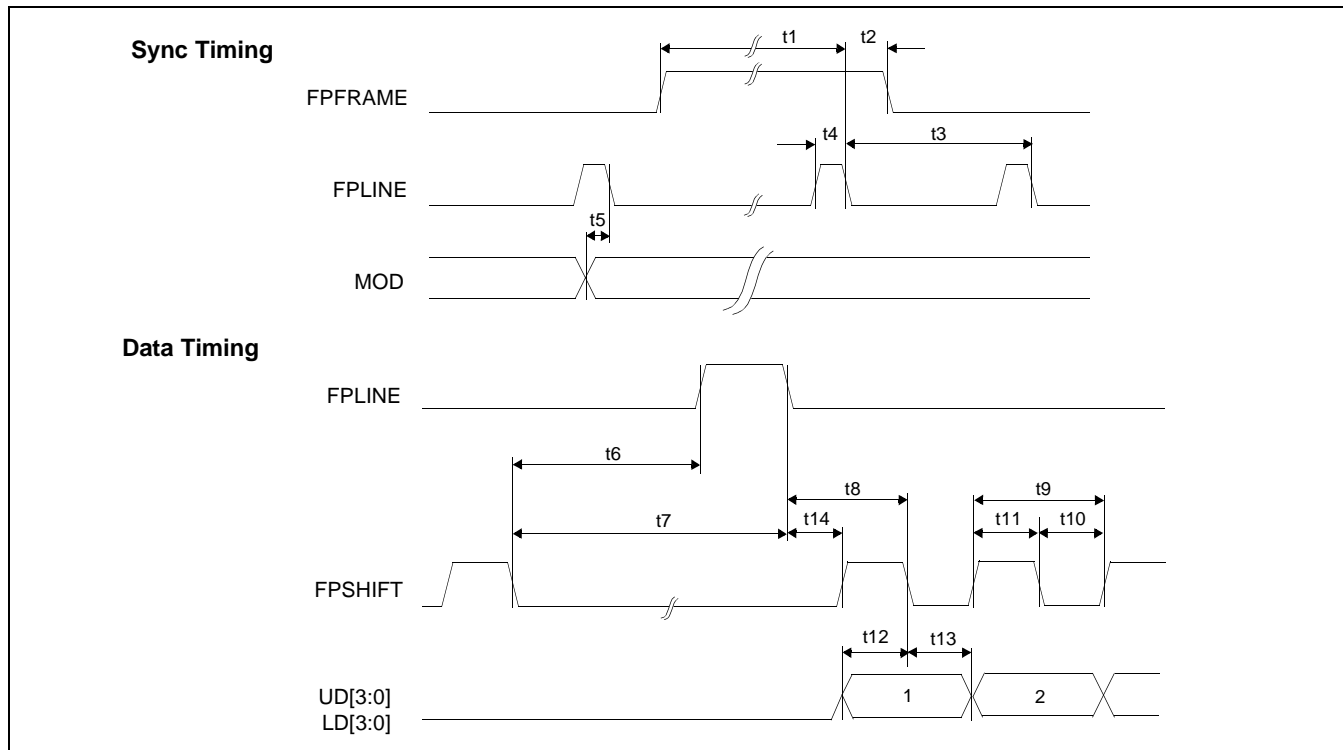 Sync Timing
t1
t2
FPFRAME
t4
t3
FPLINE
t5
MOD
Data Timing
FPLINE
t6
t8
t9
t7
t14
t11
t10
FPSHIFT
t12
t13
UD[3:0]
1
2
LD[3:0]